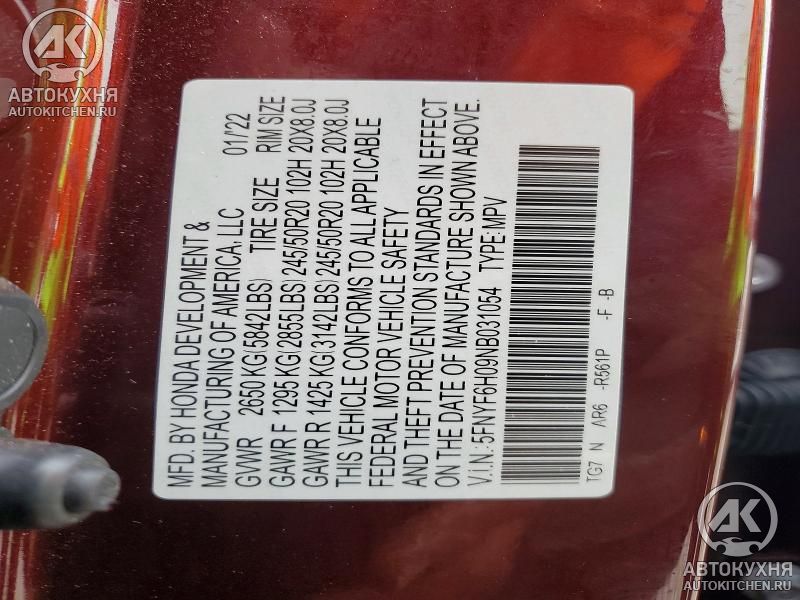 AK
АВТОКУХНЯ
AUTOKITCHEN.RU
MFD. BY HONDA DEVELOPMENT &
MANUFACTURING OF AMERICA, LLC 01/22
GVWR 2650 KG(5842LBS) TIRE SIZE RIM SIZE
GAWR F 1295 KG(2855LBS) 245/50R20 102H 20X8.0J
GAWR R 1425 KG(3142LBS) 245/50R20 102H 20X8.0J
THIS VEHICLE CONFORMS TO ALL APPLICABLE
FEDERAL MOTOR VEHICLE SAFETY
AND THEFT PREVENTION STANDARDS IN EFFECT
ON THE DATE OF MANUFACTURE SHOWN ABOVE.
V.I.N.: 5FNYF6H09NB031054 TYPE:MPV
TG7 N AR6 -R561P -F -B
AK
АВТОКУХНЯ
AUTOKITCHEN.RU